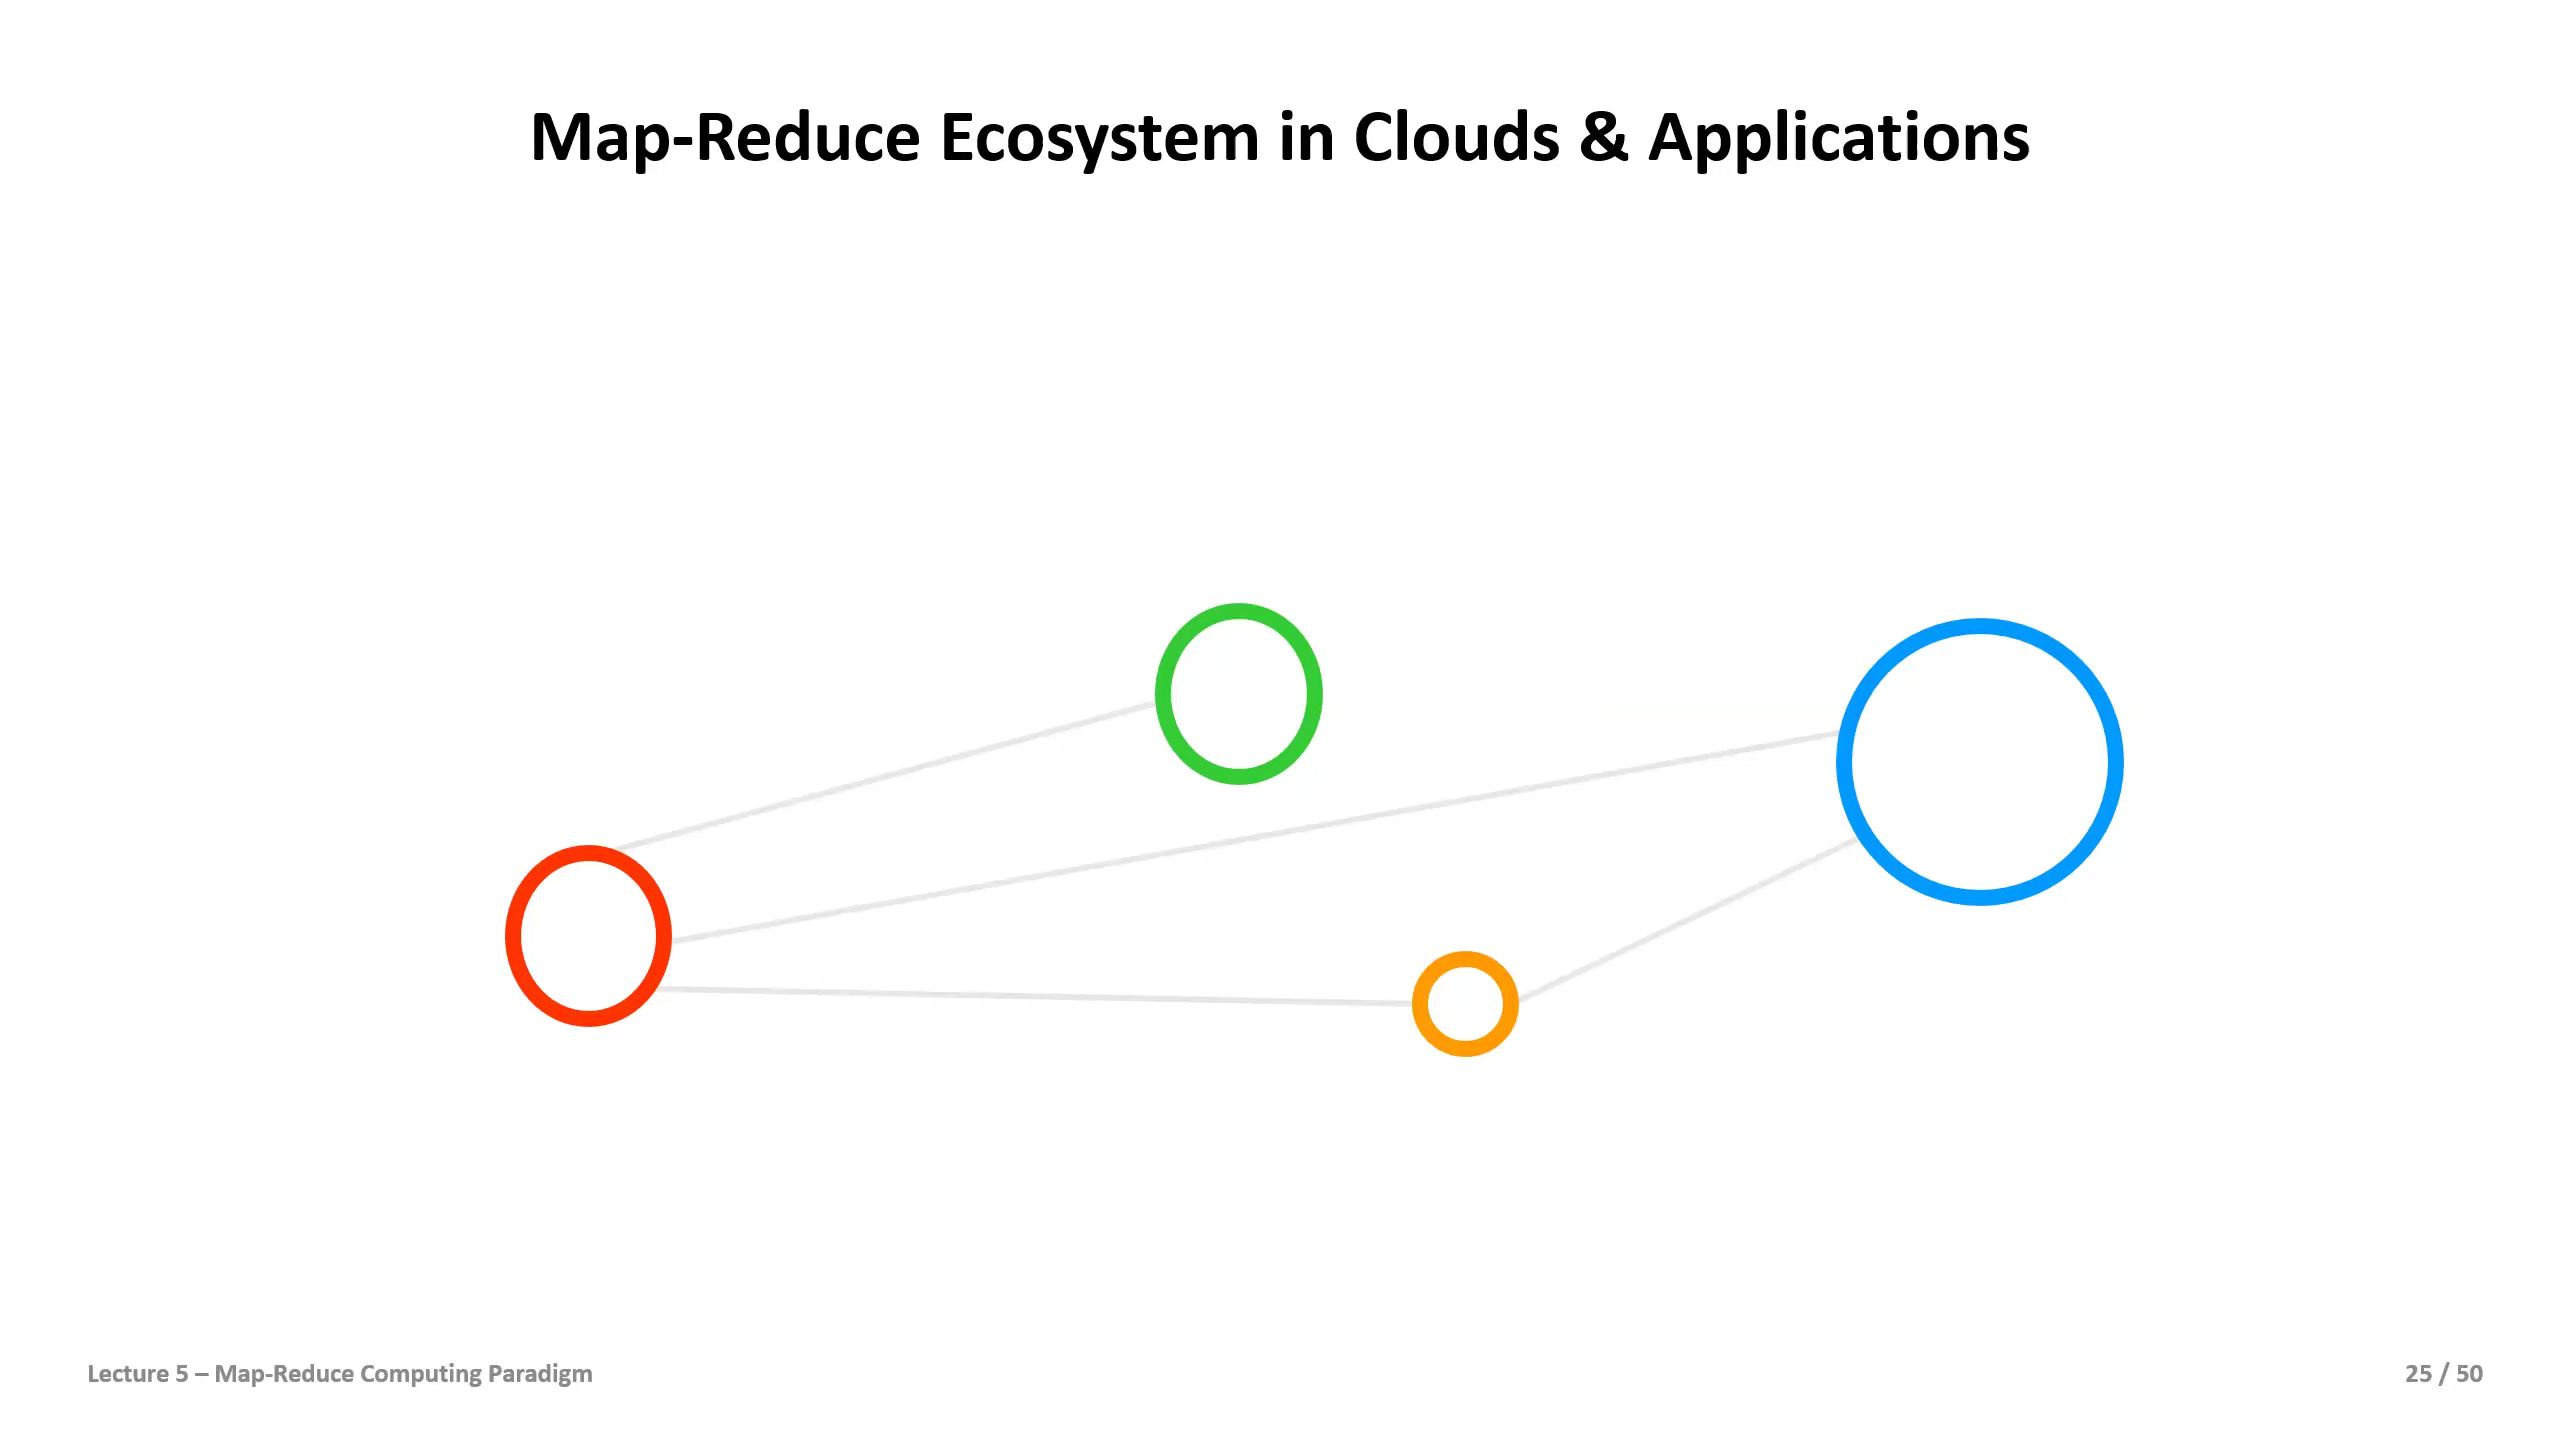 Map-Reduce Ecosystem in Clouds & Applications
Lecture 5 – Map-Reduce Computing Paradigm
25 / 50